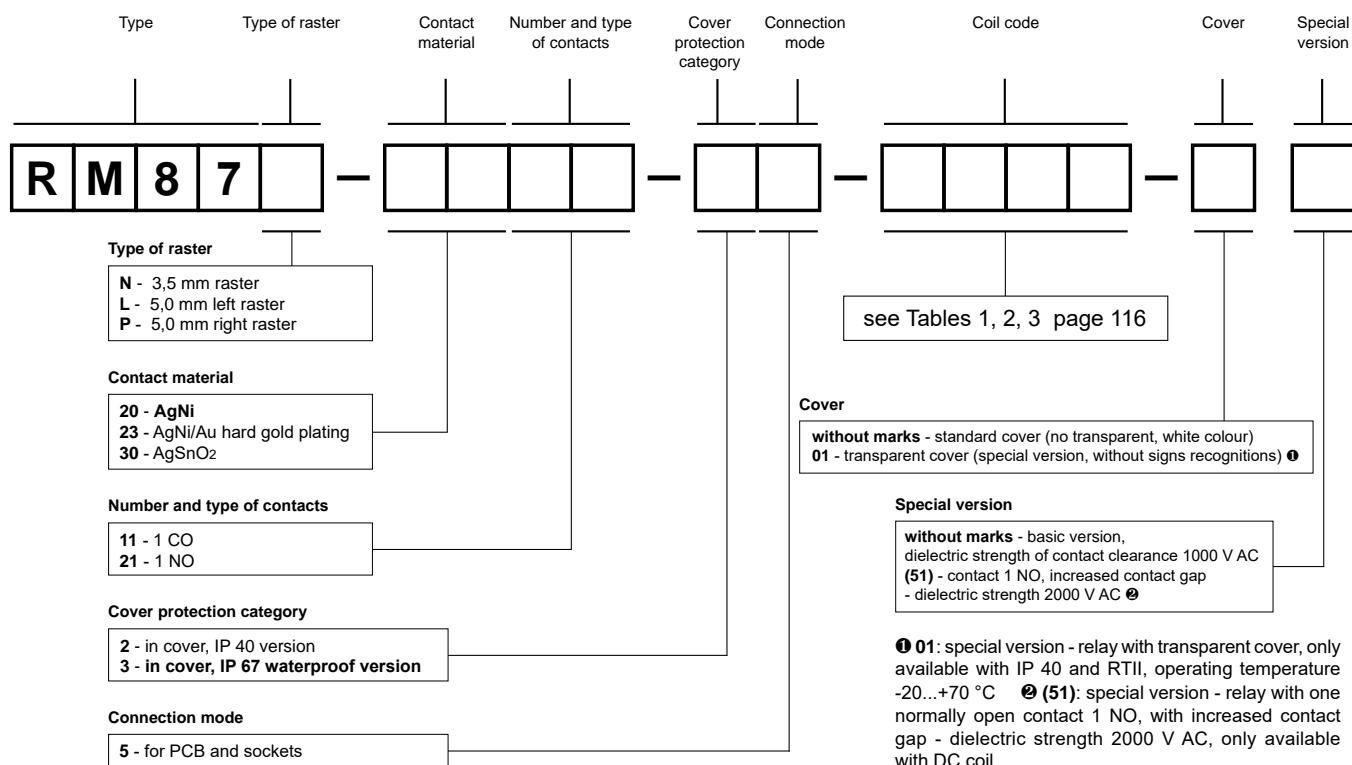 Type
Type of raster
Contact
material
Number and type
of contacts
Cover
protection
category
Connection
mode
Coil code
Cover
Special
version
R M 8 7 – – – –
Type of raster
N - 3,5 mm raster
L - 5,0 mm left raster
P - 5,0 mm right raster
see Tables 1, 2, 3 page 116
Contact material
20 - AgNi
23 - AgNi/Au hard gold plating
30 - AgSnO2
Cover
without marks - standard cover (no transparent, white colour)
01 - transparent cover (special version, without signs recognitions) ❶
Number and type of contacts
11 - 1 CO
21 - 1 NO
Special version
without marks - basic version,
dielectric strength of contact clearance 1000 V AC
(51) - contact 1 NO, increased contact gap
- dielectric strength 2000 V AC ❷
Cover protection category
2 - in cover, IP 40 version
3 - in cover, IP 67 waterproof version
Connection mode
5 - for PCB and sockets
❶ 01: special version - relay with transparent cover, only
available with IP 40 and RTII, operating temperature
-20...+70 °C ❷ (51): special version - relay with one
normally open contact 1 NO, with increased contact
gap - dielectric strength 2000 V AC, only available
with DC coil